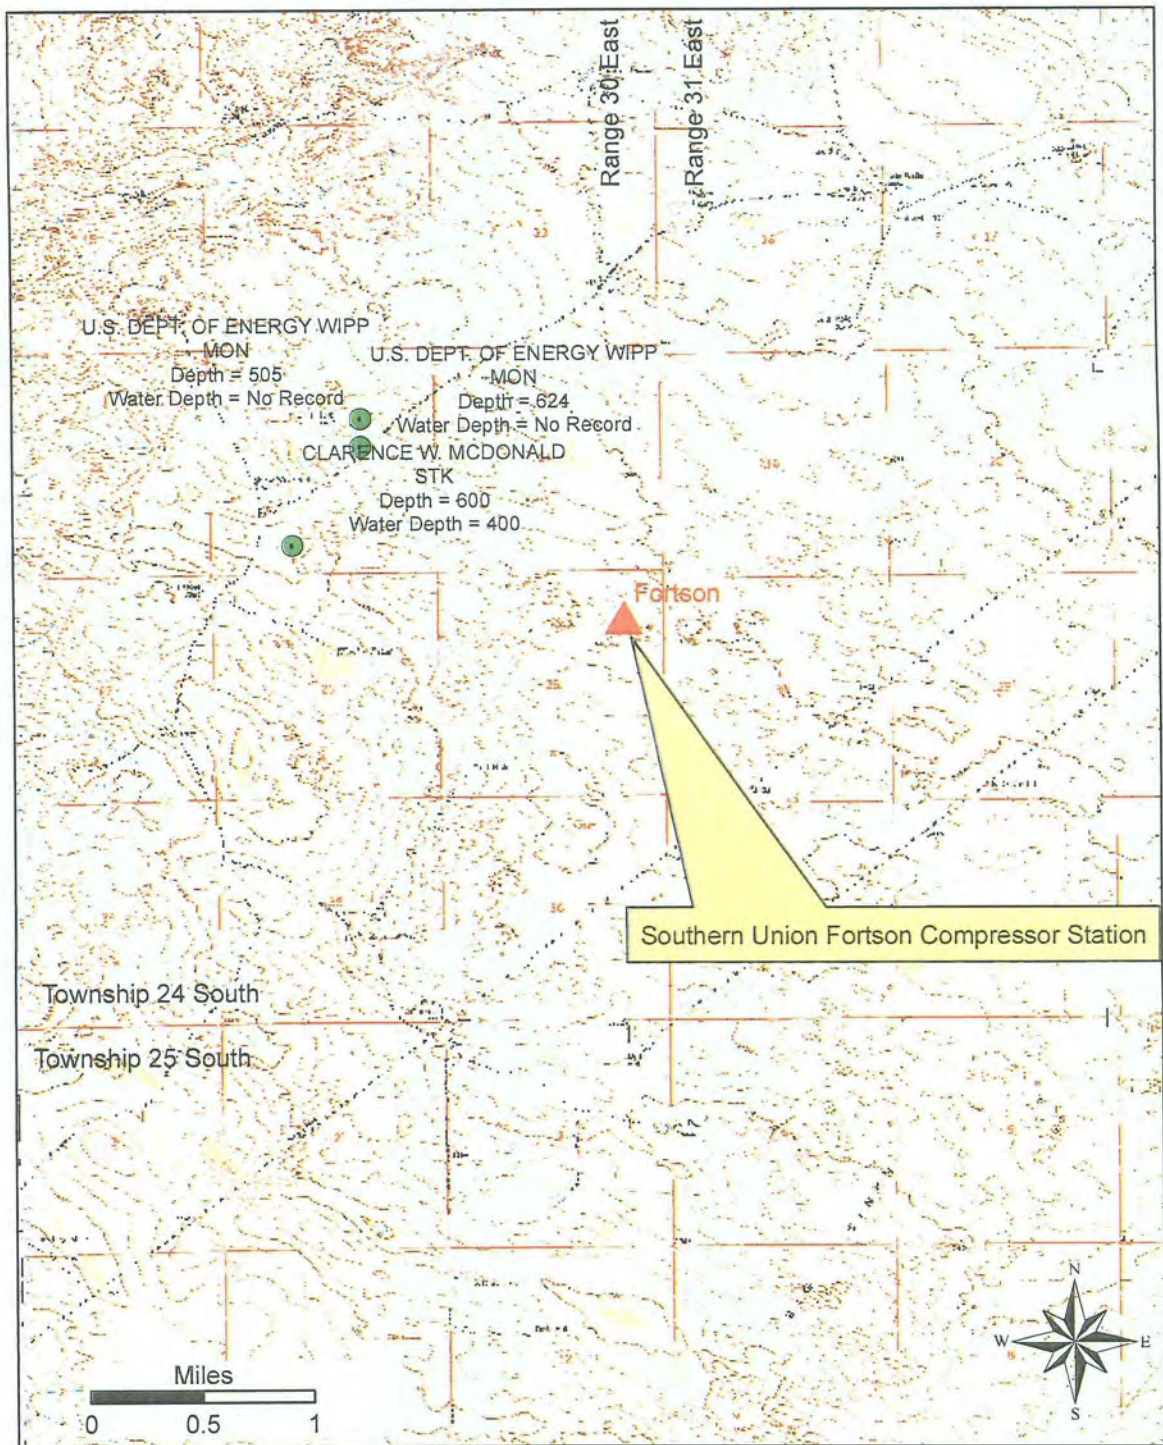 Range 30 East
Range 31 East
U.S. DEPT. OF ENERGY WIPP
MON
Depth = 505
Water Depth = No Record
U.S. DEPT. OF ENERGY WIPP
MON
Depth = 624
Water Depth = No Record
CLARENCE W. MCDONALD
STK
Depth = 600
Water Depth = 400
Fortson
Southern Union Fortson Compressor Station
Township 24 South
Township 25 South
N
W
E
S
Miles
0 0.5 1